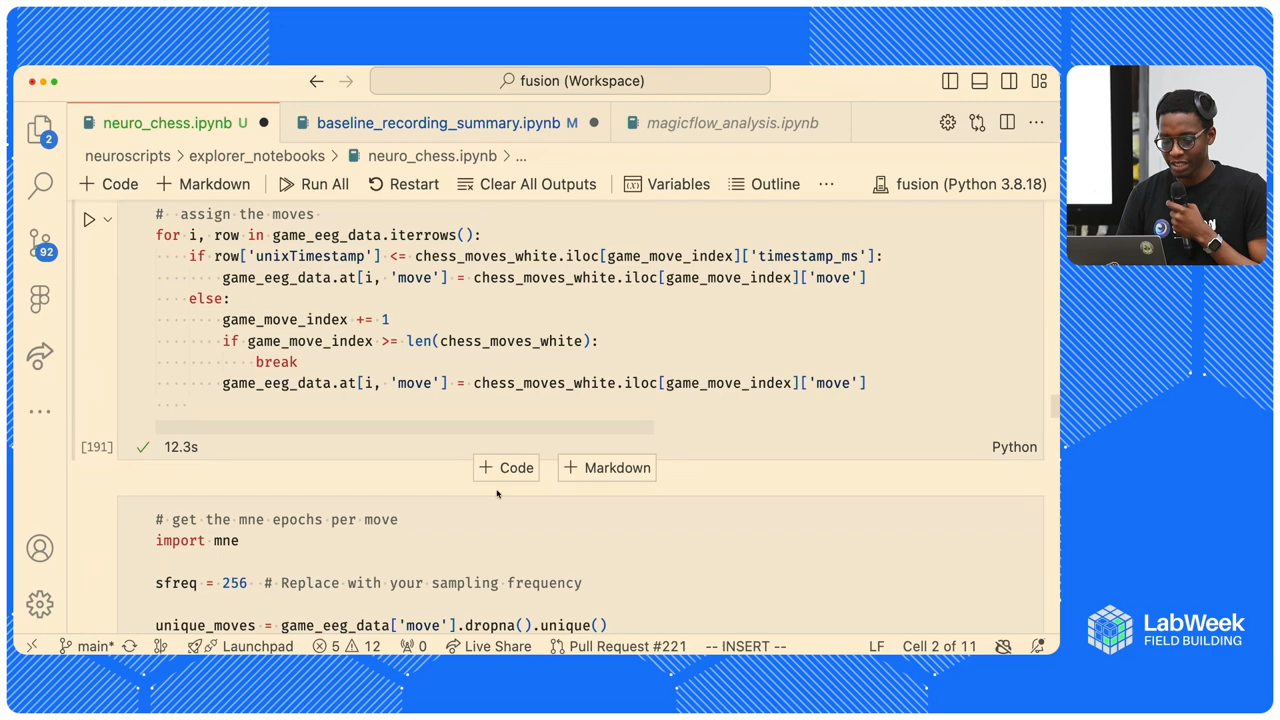 fusion (Workspace)
neuro_chess.ipynb U
baseline_recording_summary.ipynb M
magicflow_analysis.ipynb
neuroscripts > explorer_notebooks > neuro_chess.ipynb > ...
+ Code + Markdown Run All Restart Clear All Outputs Variables Outline ... fusion (Python 3.8.18)
2
92
# assign the moves
for i, row in game_eeg_data.iterrows():
if row['unixTimestamp'] <= chess_moves_white.iloc[game_move_index]['timestamp_ms']:
game_eeg_data.at[i, 'move'] = chess_moves_white.iloc[game_move_index]['move']
else:
game_move_index += 1
if game_move_index >= len(chess_moves_white):
break
game_eeg_data.at[i, 'move'] = chess_moves_white.iloc[game_move_index]['move']
[191] 12.3s Python
+ Code + Markdown
# get the mne epochs per move
import mne
sfreq = 256 # Replace with your sampling frequency
unique_moves = game_eeg_data['move'].dropna().unique()
main* Launchpad 5 12 0 Live Share Pull Request #221 -- INSERT -- LF Cell 2 of 11
LabWeek
FIELD BUILDING